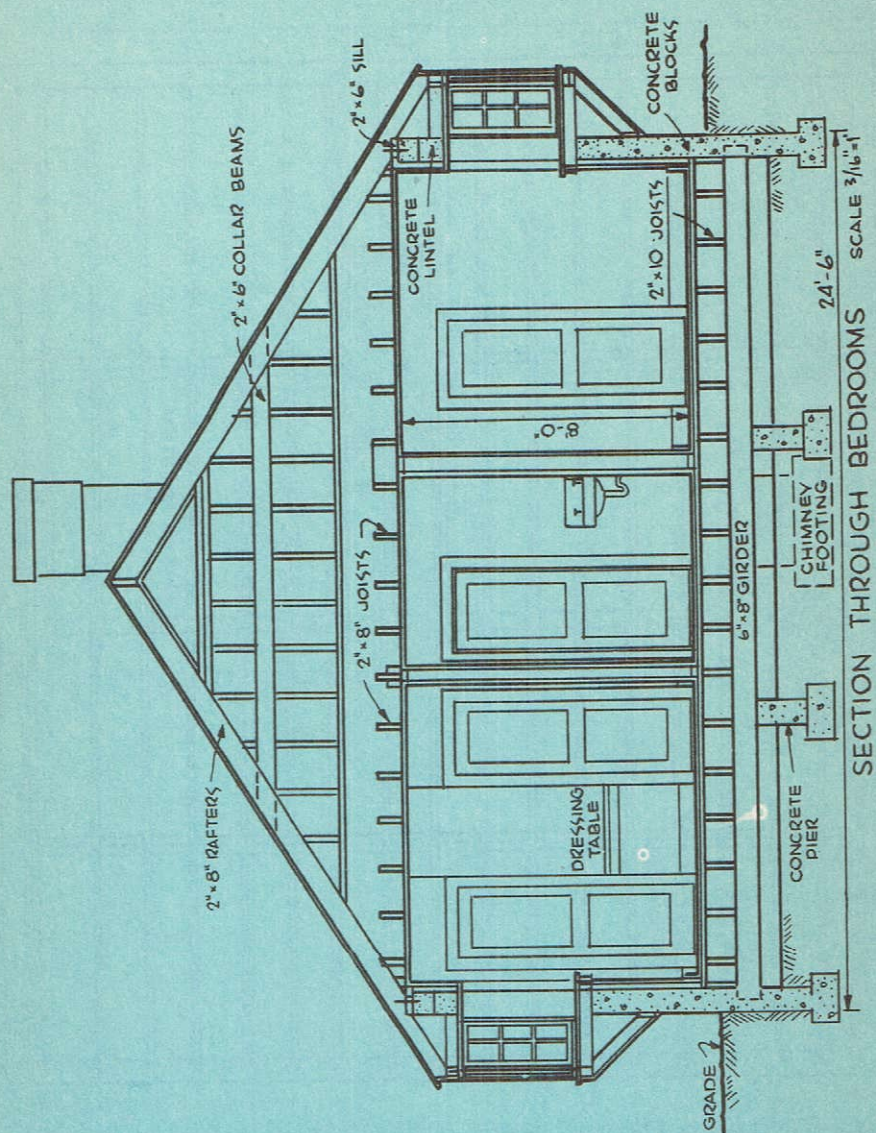 2"×6" SILL
2"×6" COLLAR BEAMS
2"×8" RAFTERS
CONCRETE
LINTEL
2"×8" JOISTS
CONCRETE
BLOCKS
8'-0"
2"×10 JOISTS
DRESSING
TABLE
6"×8" GIRDER
CHIMNEY
FOOTING
GRADE
CONCRETE
PIER
24'-6"
SECTION THROUGH BEDROOMS SCALE 3/16"=1'